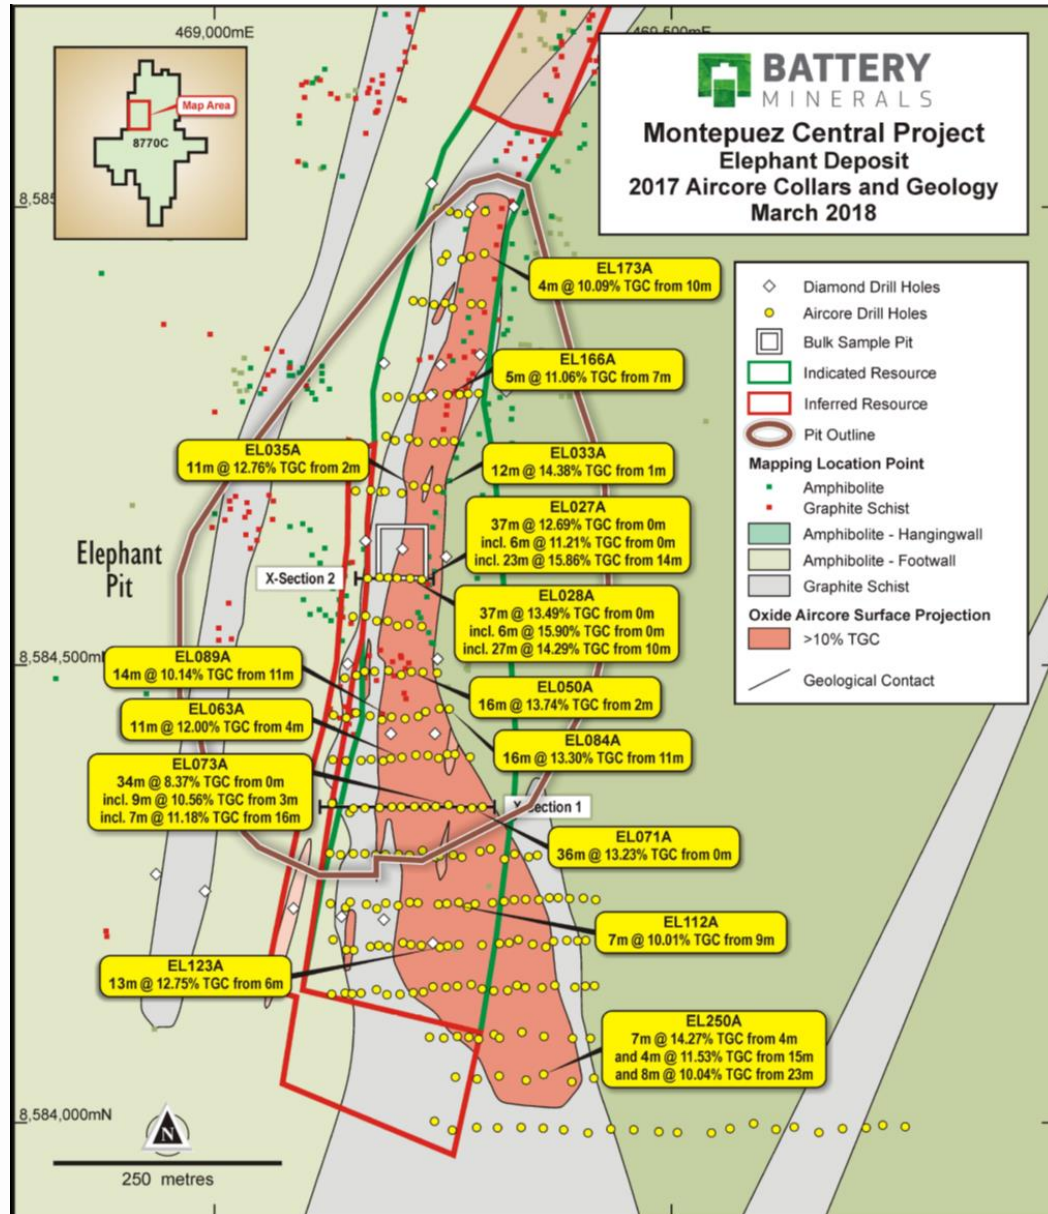 469,000mE
469,500mE
Map Area
8770C
BATTERY
MINERALS
Montepuez Central Project
Elephant Deposit
2017 Aircore Collars and Geology
March 2018
8,585
EL173A
4m @ 10.09% TGC from 10m
EL166A
5m @ 11.06% TGC from 7m
EL035A
11m @ 12.76% TGC from 2m
EL033A
12m @ 14.38% TGC from 1m
EL027A
37m @ 12.69% TGC from 0m
incl. 6m @ 11.21% TGC from 0m
incl. 23m @ 15.86% TGC from 14m
Elephant
Pit
X-Section 2
EL028A
37m @ 13.49% TGC from 0m
incl. 6m @ 15.90% TGC from 0m
incl. 27m @ 14.29% TGC from 10m
8,584,500mN
EL089A
14m @ 10.14% TGC from 11m
EL050A
16m @ 13.74% TGC from 2m
EL063A
11m @ 12.00% TGC from 4m
EL084A
16m @ 13.30% TGC from 11m
EL073A
34m @ 8.37% TGC from 0m
incl. 9m @ 10.56% TGC from 3m
incl. 7m @ 11.18% TGC from 16m
X-Section 1
EL071A
36m @ 13.23% TGC from 0m
EL112A
7m @ 10.01% TGC from 9m
EL123A
13m @ 12.75% TGC from 6m
EL250A
7m @ 14.27% TGC from 4m
and 4m @ 11.53% TGC from 15m
and 8m @ 10.04% TGC from 23m
8,584,000mN
N
250 metres
Diamond Drill Holes
Aircore Drill Holes
Bulk Sample Pit
Indicated Resource
Inferred Resource
Pit Outline
Mapping Location Point
Amphibolite
Graphite Schist
Amphibolite - Hangingwall
Amphibolite - Footwall
Graphite Schist
Oxide Aircore Surface Projection
>10% TGC
Geological Contact